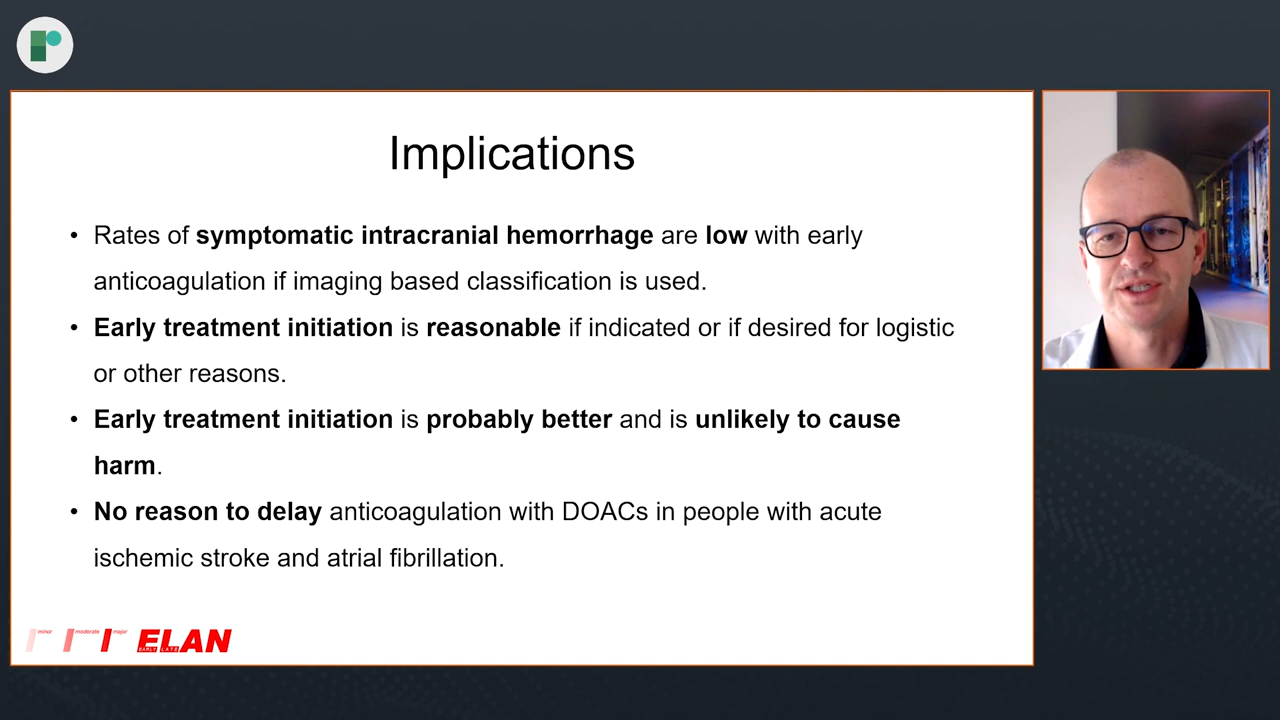 Implications
• Rates of symptomatic intracranial hemorrhage are low with early
anticoagulation if imaging based classification is used.
• Early treatment initiation is reasonable if indicated or if desired for logistic
or other reasons.
• Early treatment initiation is probably better and is unlikely to cause
harm.
• No reason to delay anticoagulation with DOACs in people with acute
ischemic stroke and atrial fibrillation.
minor moderate major ELAN
EARLY LATE